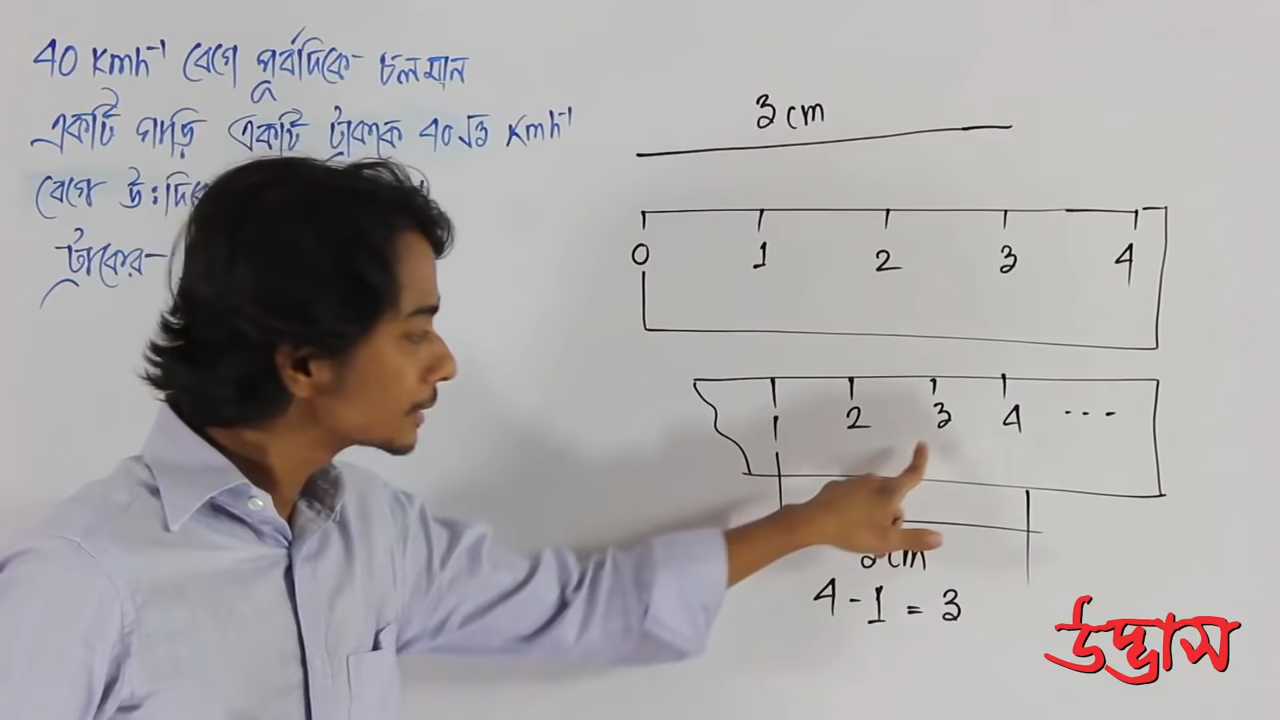 40 Kmh⁻¹ বেগে পূর্বদিকে চলমান
একটি গাড়ি একটি ট্রাককে 40√3 Kmh⁻¹
বেগে উঃদি
ট্রাকের
3 cm
0 1 2 3 4
1 2 3 4 ...
cm
4 - 1 = 3
উদ্ভাস